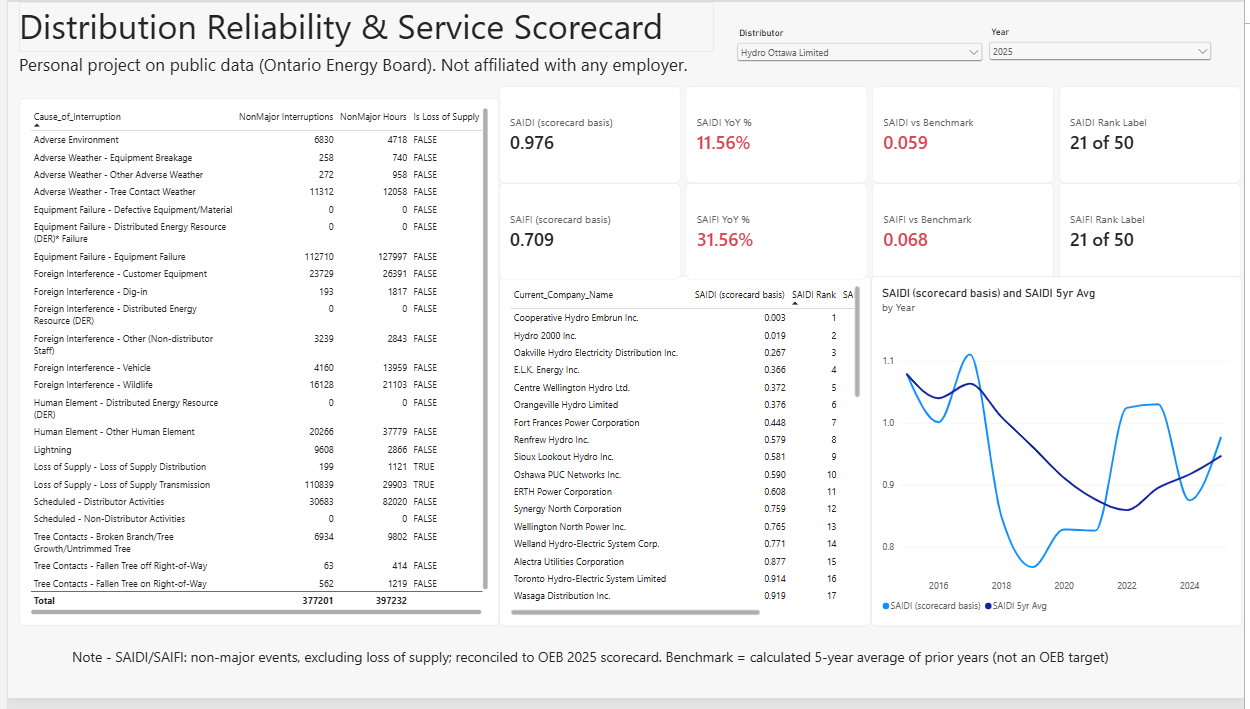 Distribution Reliability & Service Scorecard
Personal project on public data (Ontario Energy Board). Not affiliated with any employer.
Distributor
Hydro Ottawa Limited
Year
2025
Cause_of_Interruption NonMajor Interruptions NonMajor Hours Is Loss of Supply
Adverse Environment 6830 4718 FALSE
Adverse Weather - Equipment Breakage 258 740 FALSE
Adverse Weather - Other Adverse Weather 272 958 FALSE
Adverse Weather - Tree Contact Weather 11312 12058 FALSE
Equipment Failure - Defective Equipment/Material 0 0 FALSE
Equipment Failure - Distributed Energy Resource 0 0 FALSE
(DER)* Failure
Equipment Failure - Equipment Failure 112710 127997 FALSE
Foreign Interference - Customer Equipment 23729 26391 FALSE
Foreign Interference - Dig-in 193 1817 FALSE
Foreign Interference - Distributed Energy 0 0 FALSE
Resource (DER)
Foreign Interference - Other (Non-distributor 3239 2843 FALSE
Staff)
Foreign Interference - Vehicle 4160 13959 FALSE
Foreign Interference - Wildlife 16128 21103 FALSE
Human Element - Distributed Energy Resource 0 0 FALSE
(DER)
Human Element - Other Human Element 20266 37779 FALSE
Lightning 9608 2866 FALSE
Loss of Supply - Loss of Supply Distribution 199 1121 TRUE
Loss of Supply - Loss of Supply Transmission 110839 29903 TRUE
Scheduled - Distributor Activities 30683 82020 FALSE
Scheduled - Non-Distributor Activities 0 0 FALSE
Tree Contacts - Broken Branch/Tree 6934 9802 FALSE
Growth/Untrimmed Tree
Tree Contacts - Fallen Tree off Right-of-Way 63 414 FALSE
Tree Contacts - Fallen Tree on Right-of-Way 562 1219 FALSE
Total 377201 397232
SAIDI (scorecard basis)
0.976
SAIDI YoY %
11.56%
SAIDI vs Benchmark
0.059
SAIDI Rank Label
21 of 50
SAIFI (scorecard basis)
0.709
SAIFI YoY %
31.56%
SAIFI vs Benchmark
0.068
SAIFI Rank Label
21 of 50
Current_Company_Name SAIDI (scorecard basis) SAIDI Rank SAI
Cooperative Hydro Embrun Inc. 0.003 1
Hydro 2000 Inc. 0.019 2
Oakville Hydro Electricity Distribution Inc. 0.267 3
E.L.K. Energy Inc. 0.366 4
Centre Wellington Hydro Ltd. 0.372 5
Orangeville Hydro Limited 0.376 6
Fort Frances Power Corporation 0.448 7
Renfrew Hydro Inc. 0.579 8
Sioux Lookout Hydro Inc. 0.581 9
Oshawa PUC Networks Inc. 0.590 10
ERTH Power Corporation 0.608 11
Synergy North Corporation 0.759 12
Wellington North Power Inc. 0.765 13
Welland Hydro-Electric System Corp. 0.771 14
Alectra Utilities Corporation 0.877 15
Toronto Hydro-Electric System Limited 0.914 16
Wasaga Distribution Inc. 0.919 17
SAIDI (scorecard basis) and SAIDI 5yr Avg
by Year
1.1
1.0
0.9
0.8
2016 2018 2020 2022 2024
SAIDI (scorecard basis) SAIDI 5yr Avg
Note - SAIDI/SAIFI: non-major events, excluding loss of supply; reconciled to OEB 2025 scorecard. Benchmark = calculated 5-year average of prior years (not an OEB target)